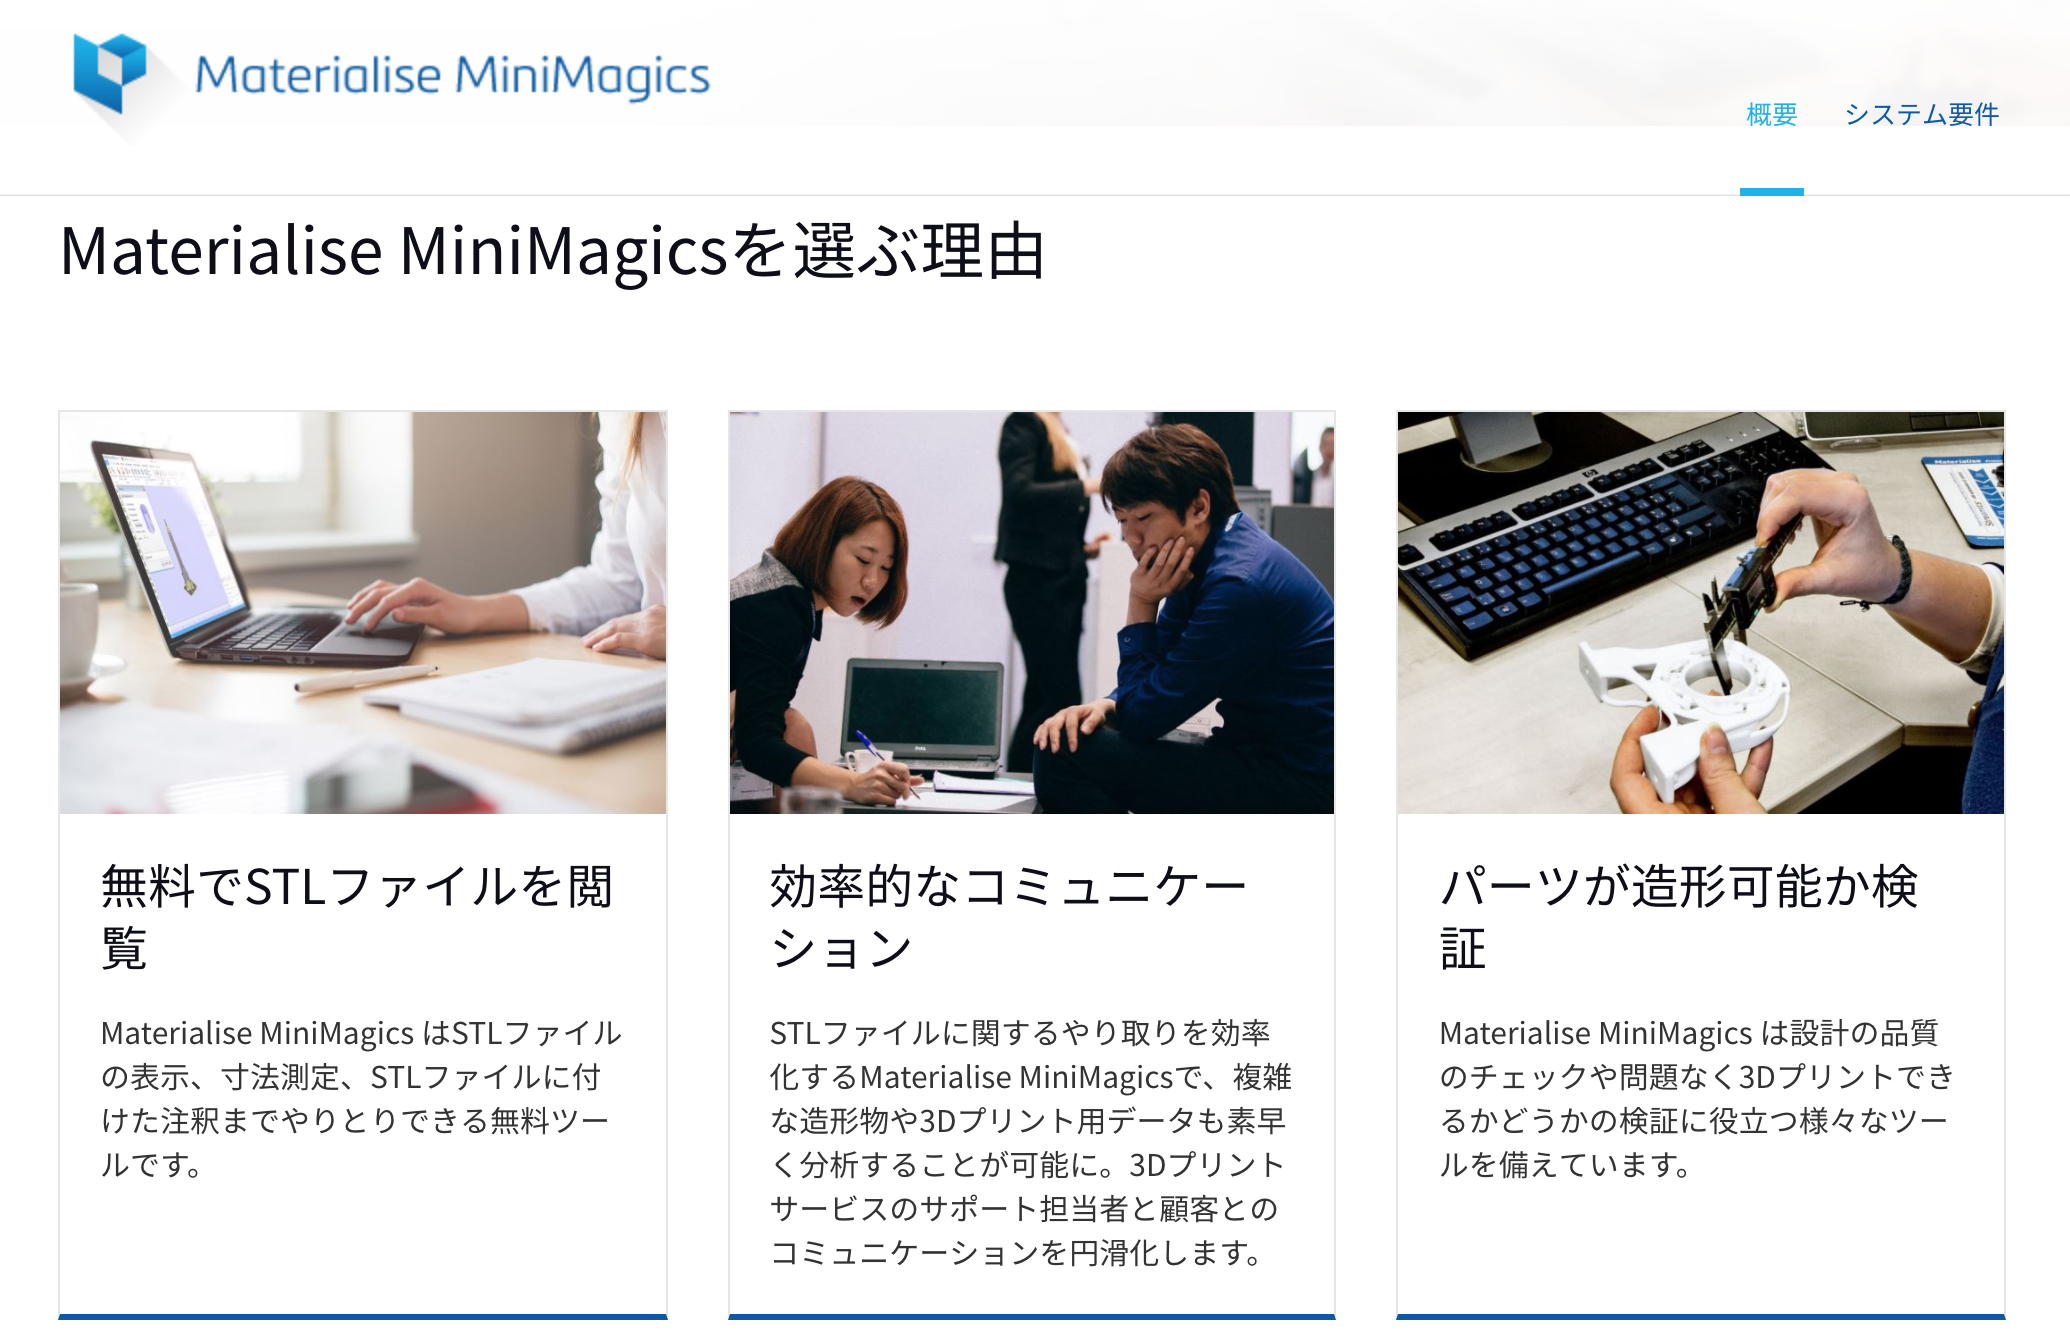 Materialise MiniMagics
概要 システム要件
Materialise MiniMagicsを選ぶ理由
無料でSTLファイルを閲
覧
Materialise MiniMagics はSTLファイル
の表示、寸法測定、STLファイルに付
けた注釈までやりとりできる無料ツー
ルです。
効率的なコミュニケー
ション
STLファイルに関するやり取りを効率
化するMaterialise MiniMagicsで、複雑
な造形物や3Dプリント用データも素早
く分析することが可能に。3Dプリント
サービスのサポート担当者と顧客との
コミュニケーションを円滑化します。
Materialise
パーツが造形可能か検
証
Materialise MiniMagics は設計の品質
のチェックや問題なく3Dプリントでき
るかどうかの検証に役立つ様々なツー
ルを備えています。